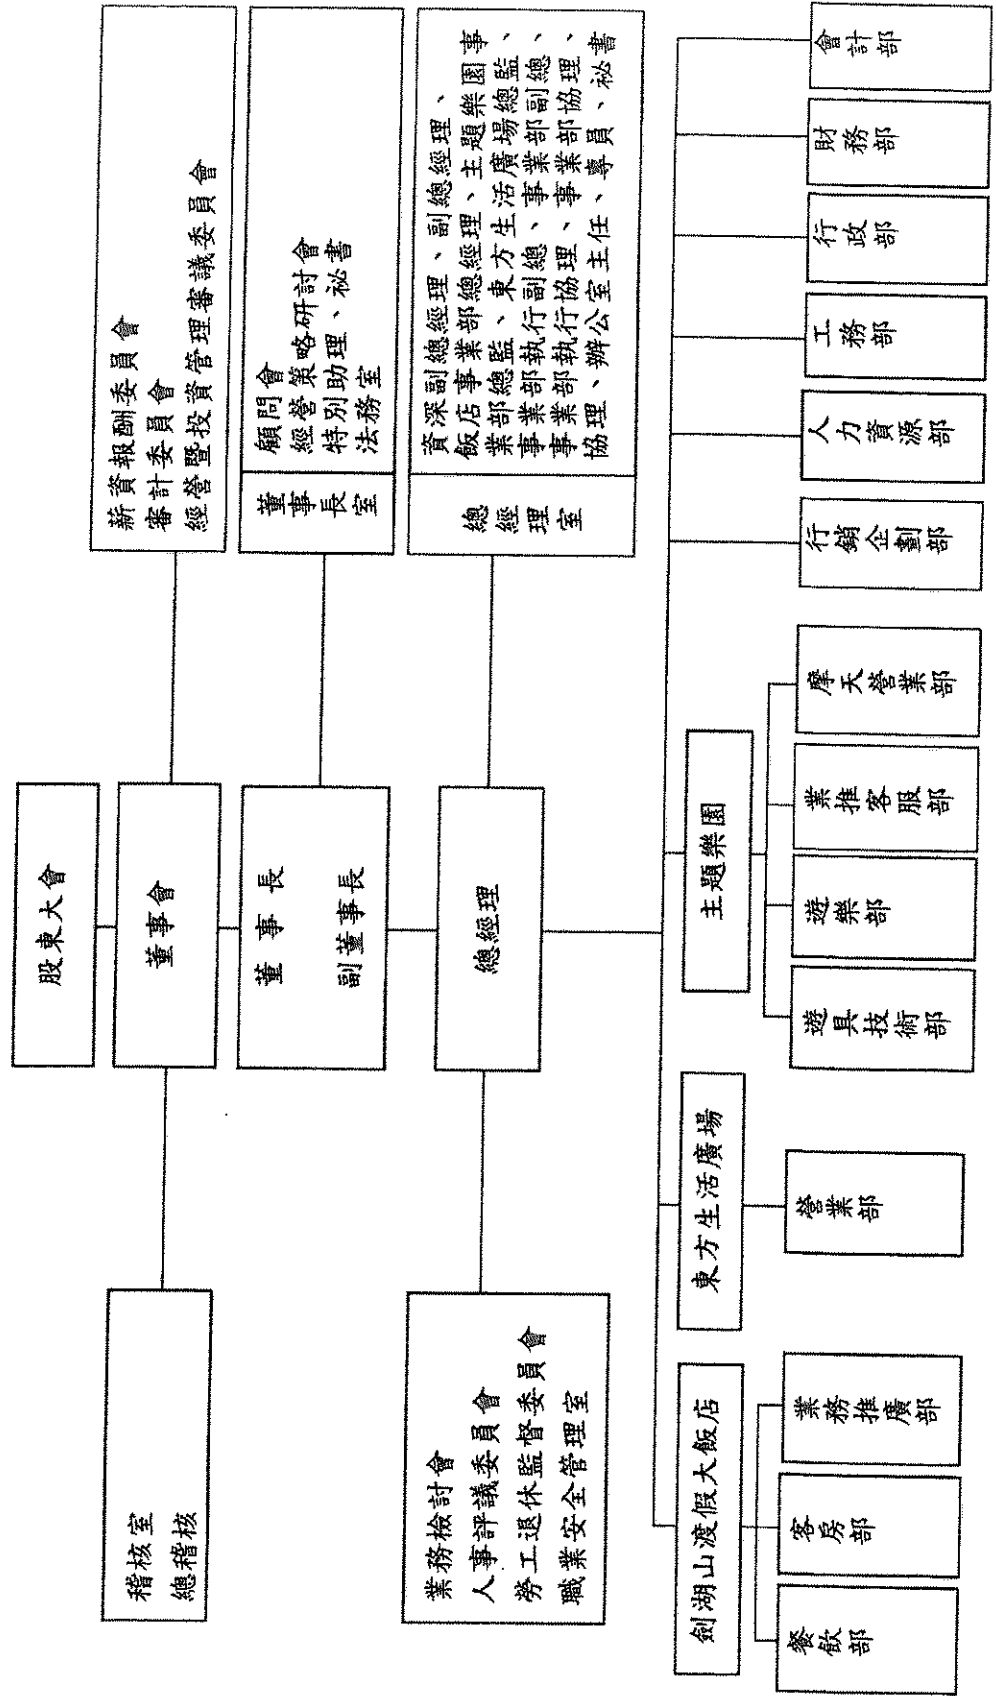 股東大會
董事會
稽核室
總稽核
薪資報酬委員會
審計委員會
經營暨投資管理審議委員會
董事長
副董事長
董事長室
顧問會
經營策略研討會
特別助理、祕書
法務室
總經理
業務檢討會
人事評議委員會
勞工退休監督委員會
職業安全管理室
總經理室
資深副總經理、副總經理、
飯店事業部總經理、主題樂園事
業部總監、東方生活廣場總監、
事業部執行副總、事業部副總、
事業部執行協理、事業部協理、
協理、辦公室主任、專員、祕書
劍湖山渡假大飯店
東方生活廣場
主題樂園
餐飲部
客房部
業務推廣部
營業部
遊具技術部
遊樂部
業推客服部
摩天營業部
行銷企劃部
人力資源部
工務部
行政部
財務部
會計部